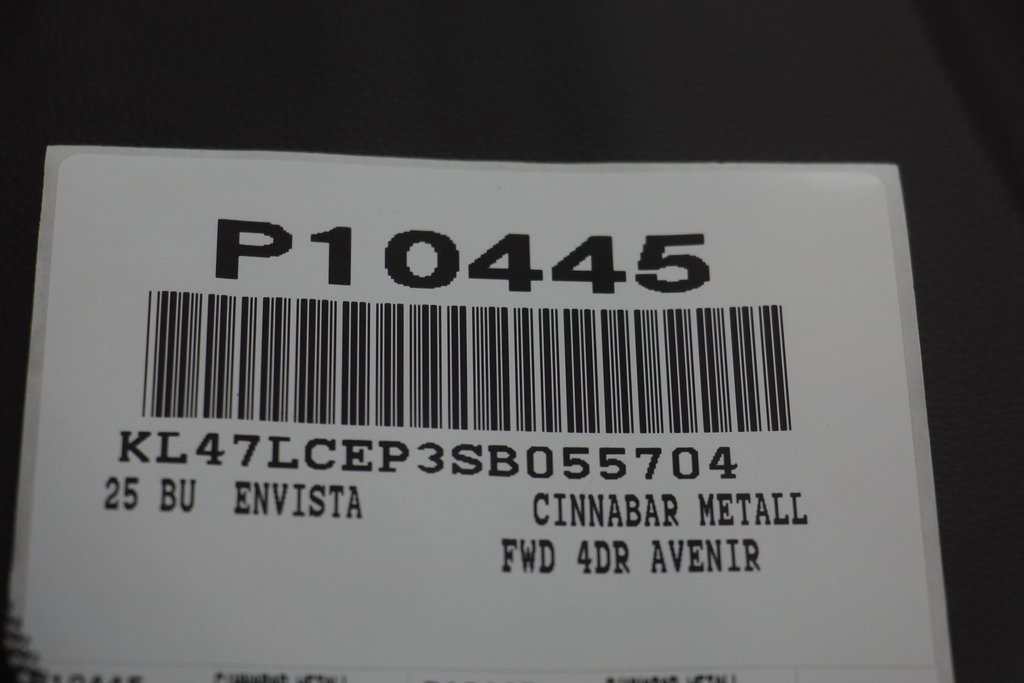 P10445
KL47LCEP3SB055704
25 BU ENVISTA CINNABAR METALL
FWD 4DR AVENIR